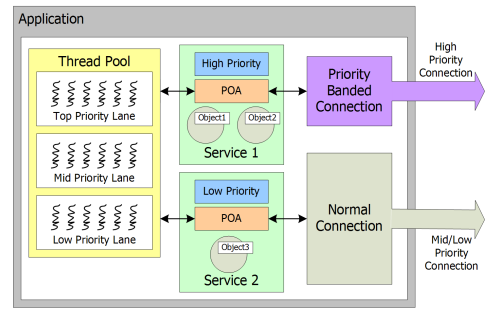 Application
Thread Pool
Top Priority Lane
Mid Priority Lane
Low Priority Lane
High Priority
POA
Object1
Object2
Service 1
Low Priority
POA
Object3
Service 2
Priority
Banded
Connection
Normal
Connection
High
Priority
Connection
Mid/Low
Priority
Connection